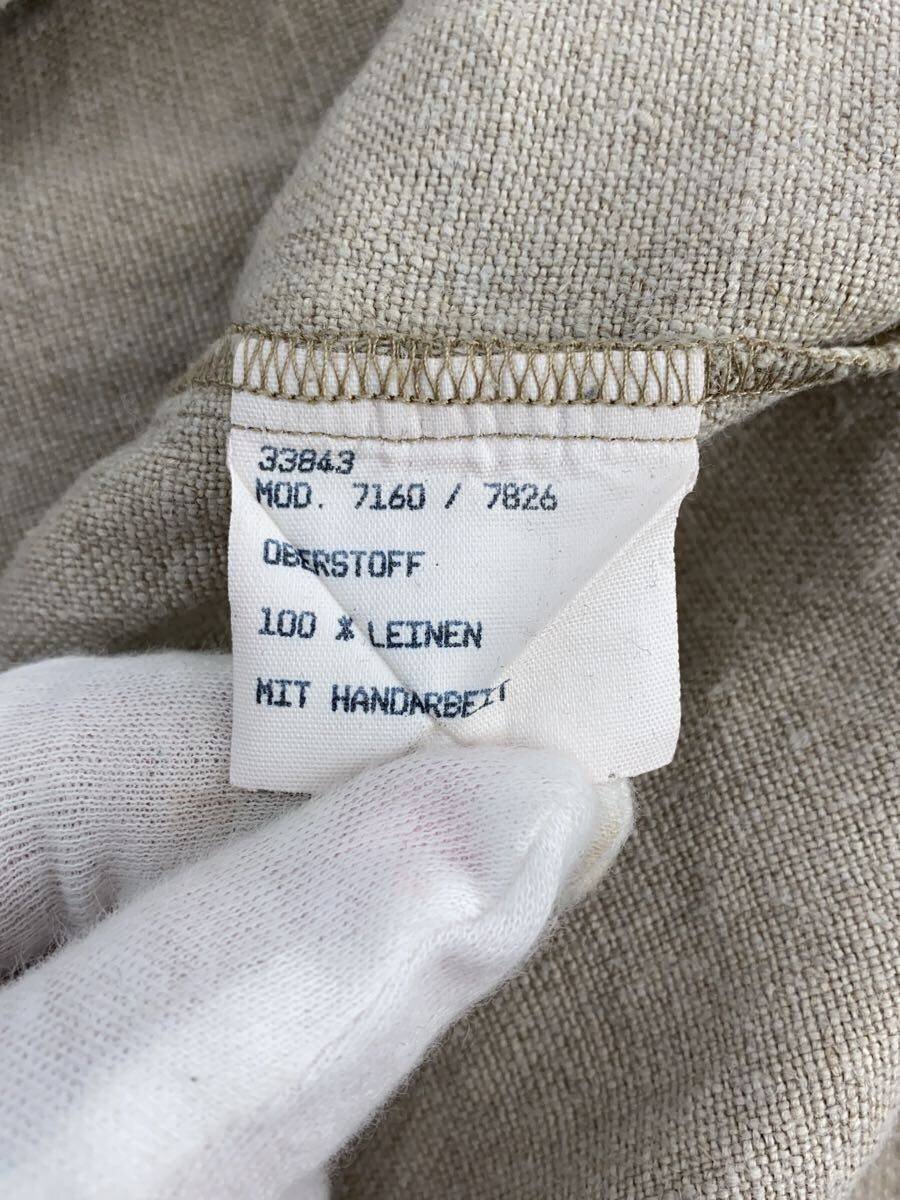 33843
MOD. 7160 / 7826
OBERSTOFF
100 % LEINEN
MIT HANDARBEIT